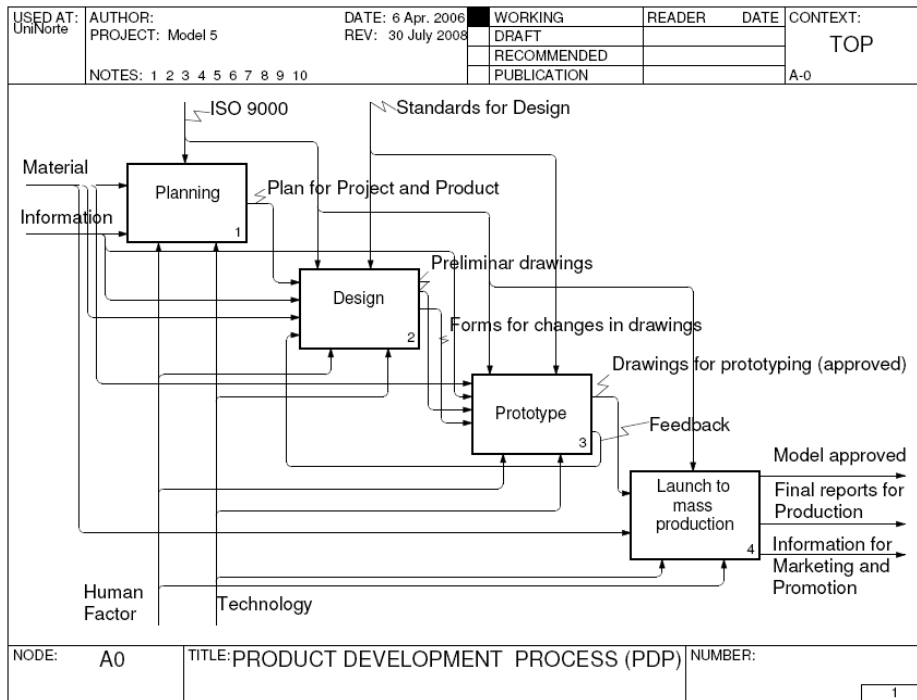 USED AT:
UniNorte
AUTHOR:
PROJECT: Model 5
DATE: 6 Apr. 2006
REV: 30 July 2008
NOTES: 1 2 3 4 5 6 7 8 9 10
WORKING
DRAFT
RECOMMENDED
PUBLICATION
READER DATE
CONTEXT:
TOP
A-0
ISO 9000
Standards for Design
Material
Planning
1
Plan for Project and Product
Information
Preliminar drawings
Design
2
Forms for changes in drawings
Drawings for prototyping (approved)
Prototype
3
Feedback
Model approved
Launch to
mass
production
4
Final reports for
Production
Information for
Marketing and
Promotion
Human
Factor
Technology
NODE:
A0
TITLE: PRODUCT DEVELOPMENT PROCESS (PDP)
NUMBER:
1